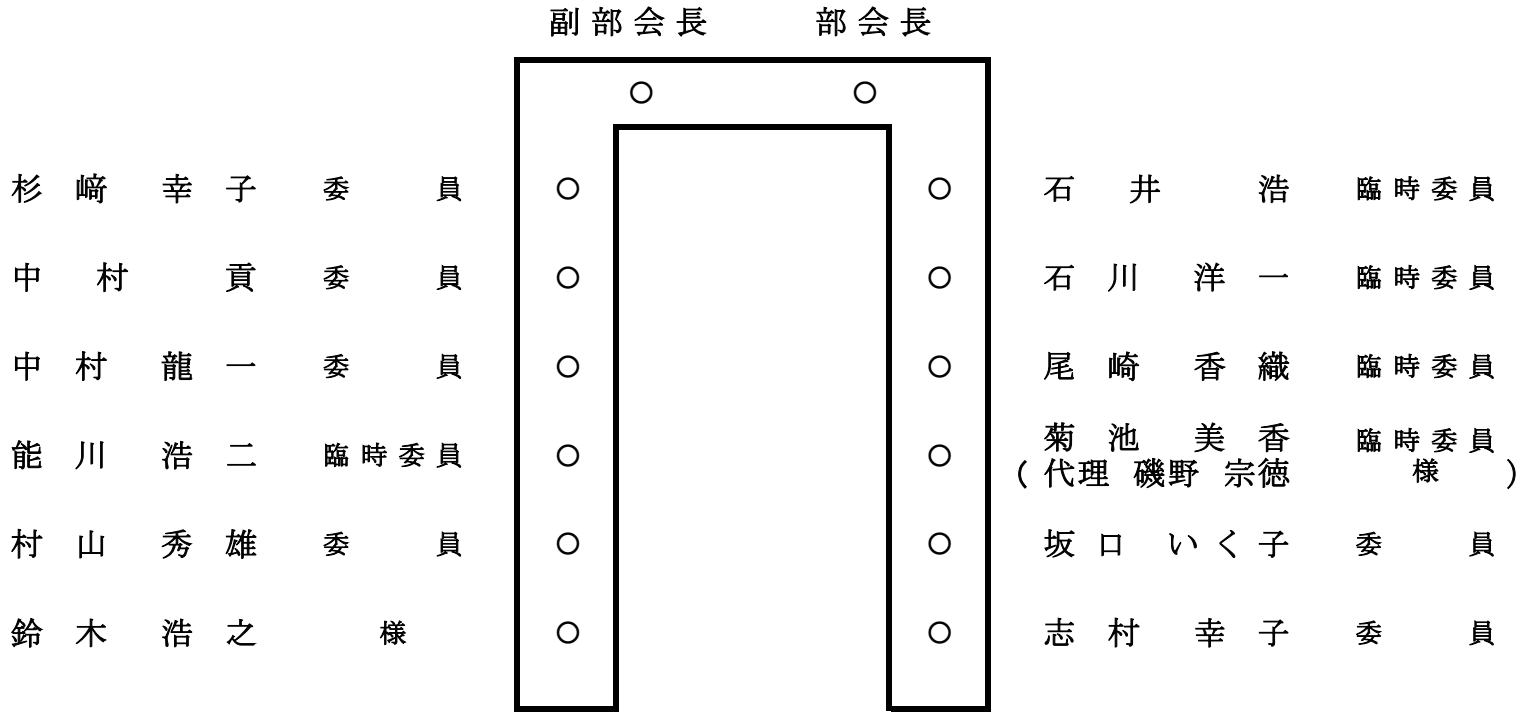 副部会長 部会長
杉﨑 幸子 委員 ○ ○ 石井 浩 臨時委員
中村 貢 委員 ○ ○ 石川 洋一 臨時委員
中村 龍一 委員 ○ ○ 尾崎 香織 臨時委員
能川 浩二 臨時委員 ○ ○ 菊池 美香 臨時委員
(代理 磯野 宗徳 様)
村山 秀雄 委員 ○ ○ 坂口 いく子 委員
鈴木 浩之 様 ○ ○ 志村 幸子 委員